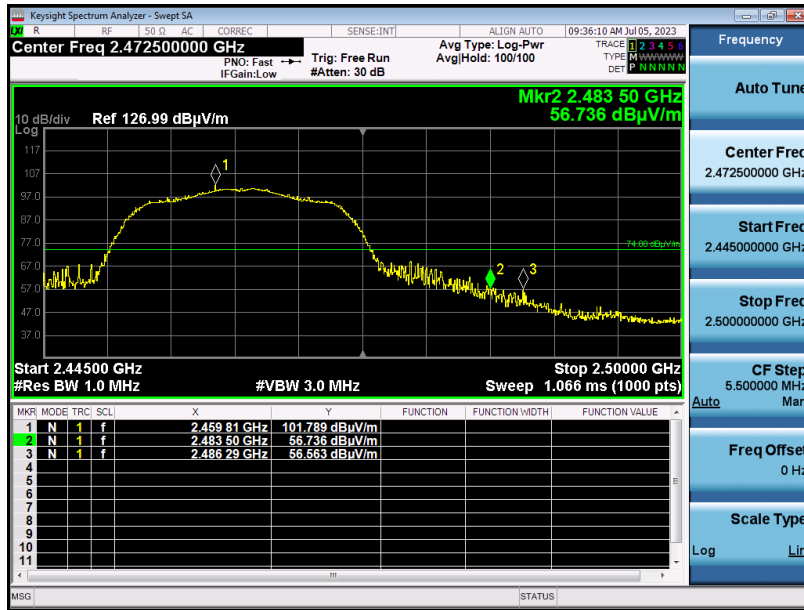 Keysight Spectrum Analyzer - Swept SA
LXI R RF 50 Ω AC CORREC SENSE:INT ALIGN AUTO 09:36:10 AM Jul 05, 2023
Center Freq 2.472500000 GHz
PNO: Fast
IFGain:Low
Trig: Free Run
#Atten: 30 dB
Avg Type: Log-Pwr
Avg|Hold: 100/100
TRACE 1 2 3 4 5 6
TYPE M W W W W W
DET P N N N N N
Mkr2 2.483 50 GHz
56.736 dBµV/m
10 dB/div Ref 126.99 dBµV/m
Log
117
107
97.0
87.0
77.0
67.0
57.0
47.0
37.0
1
74.00 dBµV/m
2
3
Start 2.44500 GHz
Stop 2.50000 GHz
#Res BW 1.0 MHz
#VBW 3.0 MHz
Sweep 1.066 ms (1000 pts)
MKR MODE TRC SCL X Y FUNCTION FUNCTION WIDTH FUNCTION VALUE
1 N 1 f 2.459 81 GHz 101.789 dBµV/m
2 N 1 f 2.483 50 GHz 56.736 dBµV/m
3 N 1 f 2.486 29 GHz 56.563 dBµV/m
4
5
6
7
8
9
10
11
MSG
STATUS
Frequency
Auto Tune
Center Freq
2.472500000 GHz
Start Freq
2.445000000 GHz
Stop Freq
2.500000000 GHz
CF Step
5.500000 MHz
Auto Man
Freq Offset
0 Hz
Scale Type
Log Lin